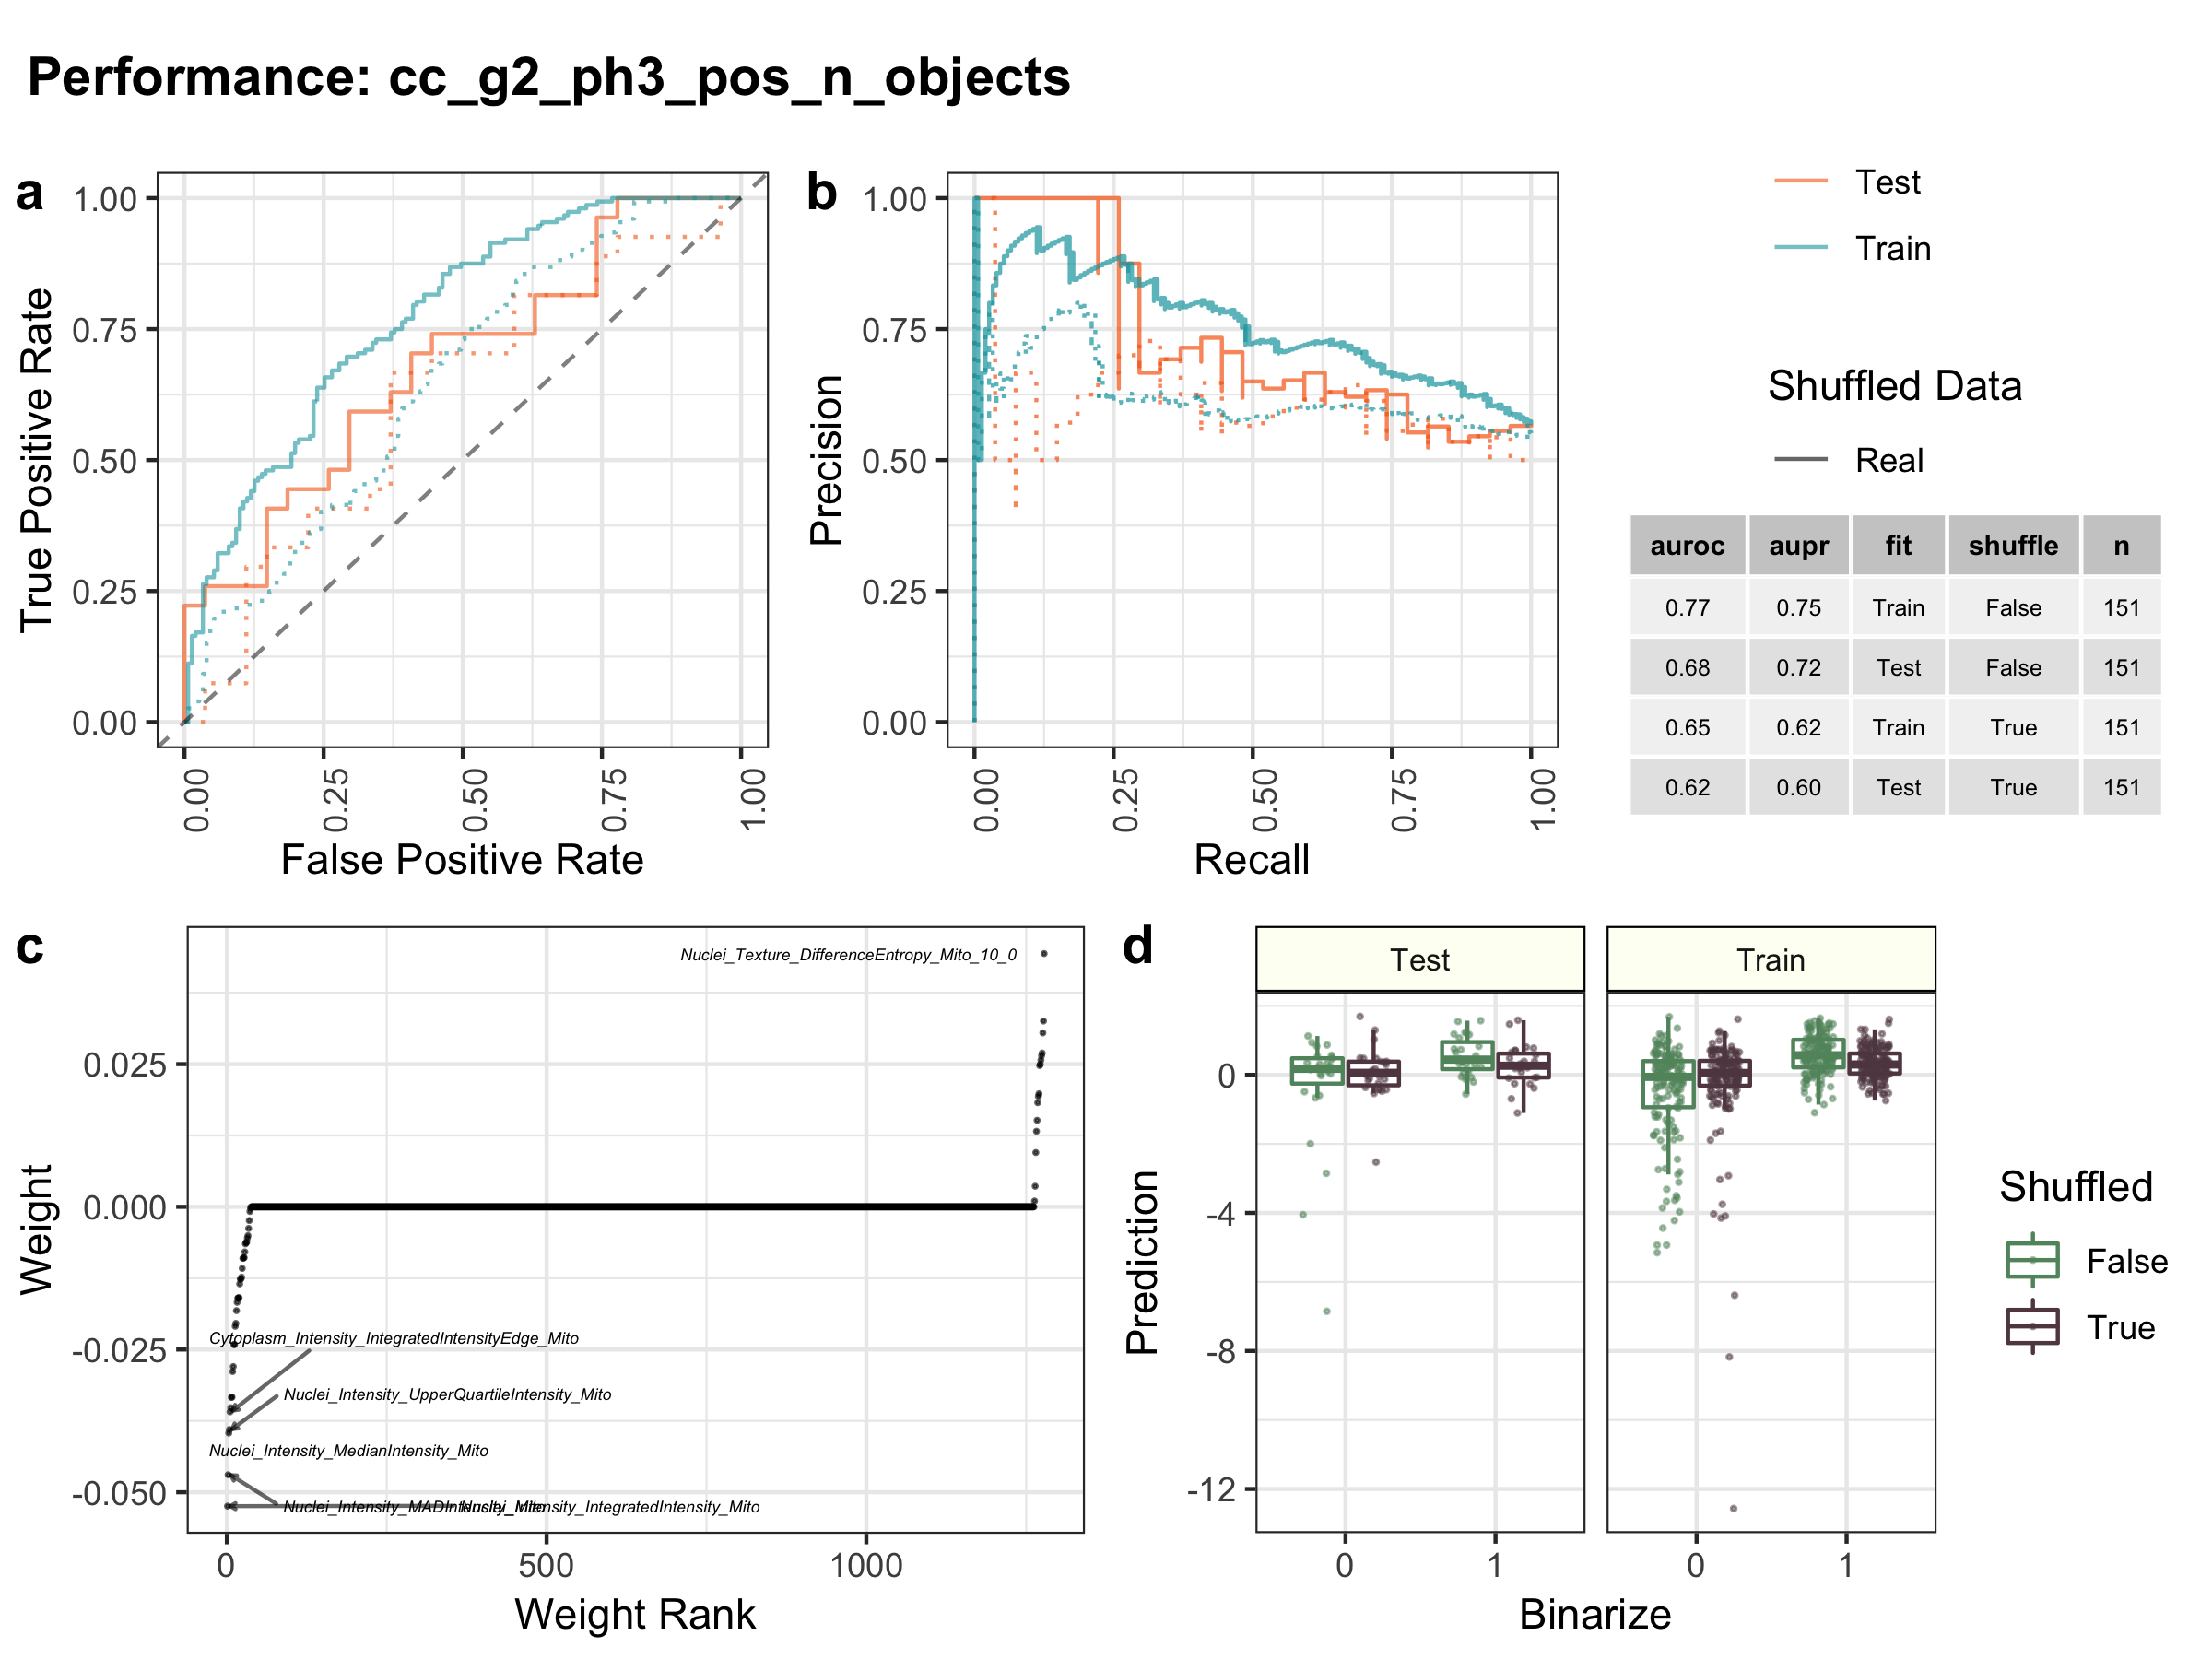 Performance: cc_g2_ph3_pos_n_objects
a
1.00
0.75
0.50
0.25
0.00
True Positive Rate
0.00
0.25
0.50
0.75
1.00
False Positive Rate
b
1.00
0.75
0.50
0.25
0.00
Precision
0.00
0.25
0.50
0.75
1.00
Recall
Test
Train
Shuffled Data
Real
auroc aupr fit shuffle n
0.77 0.75 Train False 151
0.68 0.72 Test False 151
0.65 0.62 Train True 151
0.62 0.60 Test True 151
c
0.025
0.000
-0.025
-0.050
Weight
Nuclei_Texture_DifferenceEntropy_Mito_10_0
Cytoplasm_Intensity_IntegratedIntensityEdge_Mito
Nuclei_Intensity_UpperQuartileIntensity_Mito
Nuclei_Intensity_MedianIntensity_Mito
Nuclei_Intensity_MADIntensity_Mito
Nuclei_Intensity_IntegratedIntensity_Mito
0
500
1000
Weight Rank
d
Test
Train
0
-4
-8
-12
Prediction
0
1
0
1
Binarize
Shuffled
False
True